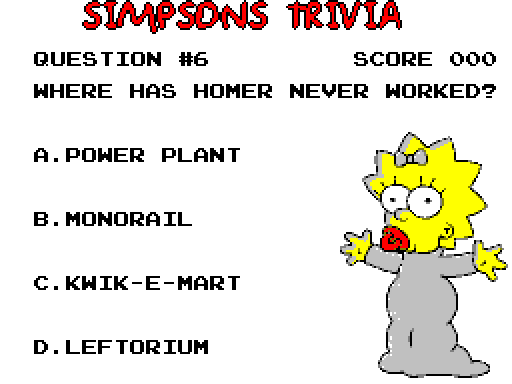 SIMPSONS TRIVIA
QUESTION #6 SCORE 000
WHERE HAS HOMER NEVER WORKED?
A.POWER PLANT
B.MONORAIL
C.KWIK-E-MART
D.LEFTORIUM